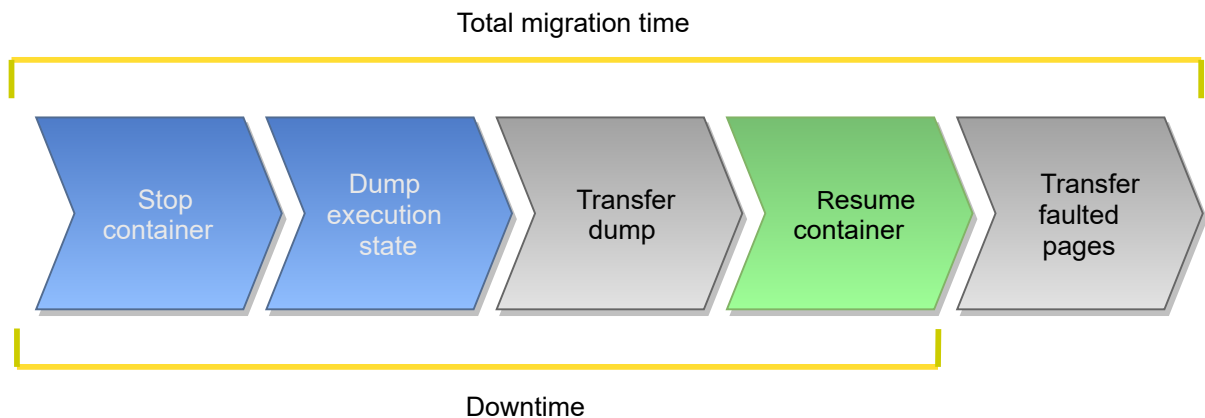 Total migration time
Stop
container
Dump
execution
state
Transfer
dump
Resume
container
Transfer
faulted
pages
Downtime